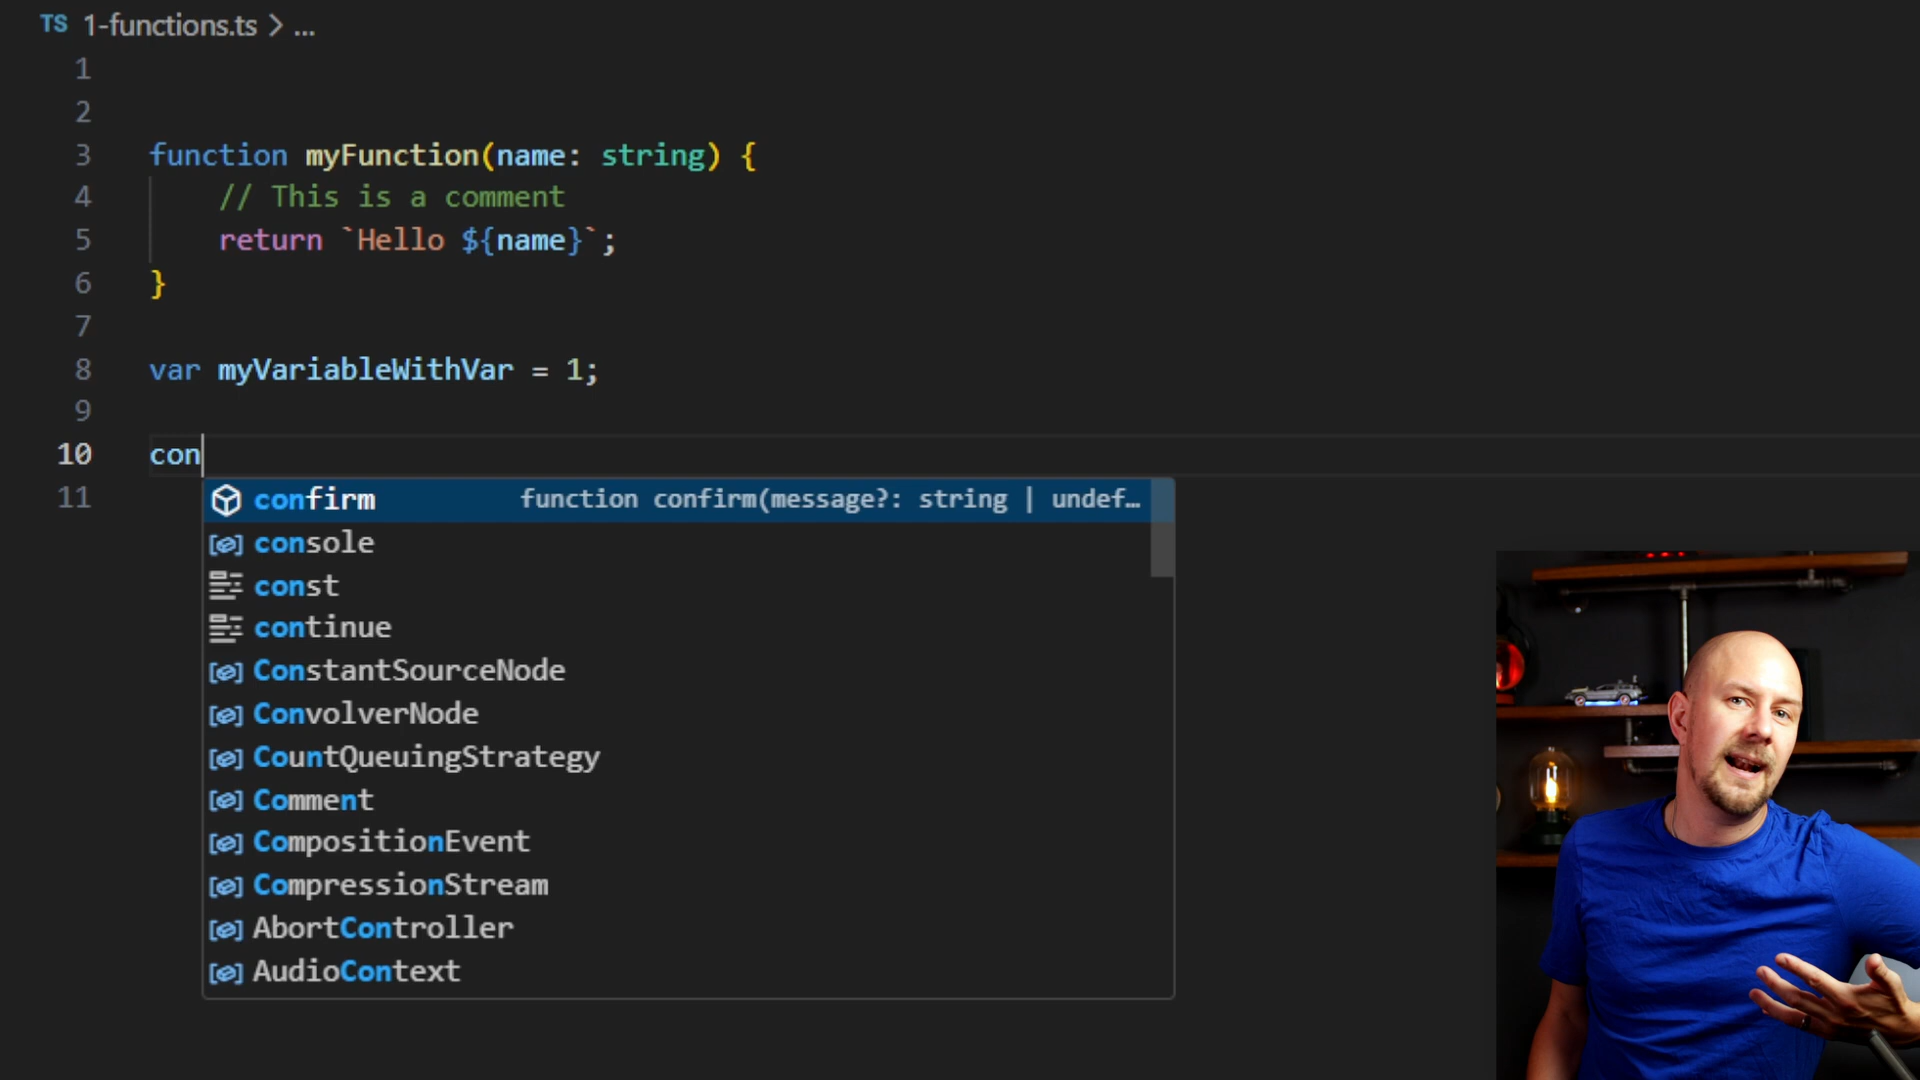 TS 1-functions.ts > ...
1
2
3 function myFunction(name: string) {
4 // This is a comment
5 return `Hello ${name}`;
6 }
7
8 var myVariableWithVar = 1;
9
10 con
11
confirm function confirm(message?: string | undef…
console
const
continue
ConstantSourceNode
ConvolverNode
CountQueuingStrategy
Comment
CompositionEvent
CompressionStream
AbortController
AudioContext